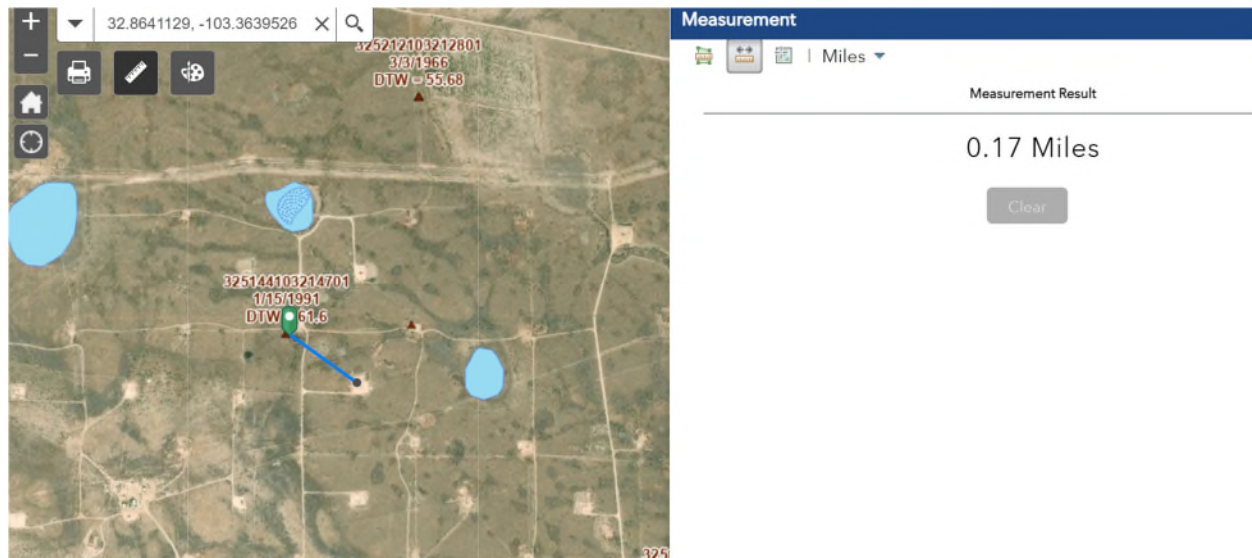 32.8641129, -103.3639526
325212103212801
3/3/1966
DTW = 55.68
325144103214701
1/15/1991
DTW 61.6
325
Measurement
Miles
Measurement Result
0.17 Miles
Clear